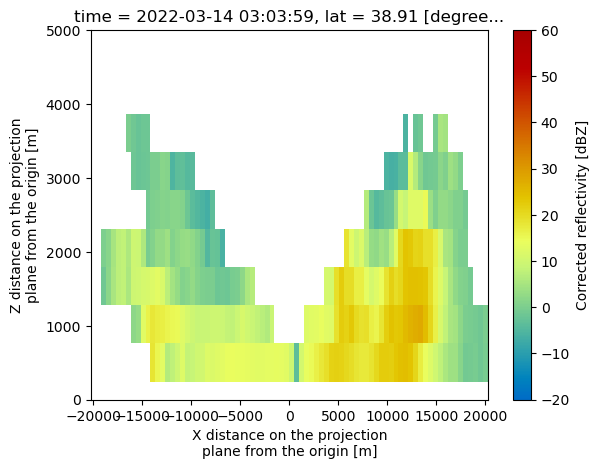 time = 2022-03-14 03:03:59, lat = 38.91 [degree...
5000
4000
3000
2000
1000
0
Z distance on the projection
plane from the origin [m]
−20000 −15000 −10000 −5000 0 5000 10000 15000 20000
X distance on the projection
plane from the origin [m]
60
50
40
30
20
10
0
−10
−20
Corrected reflectivity [dBZ]